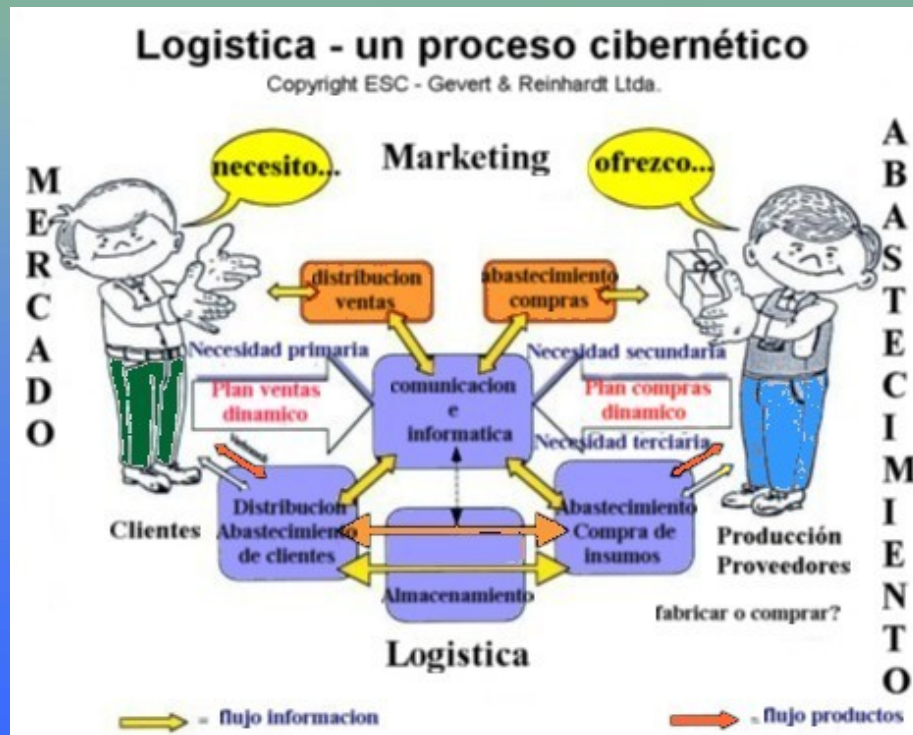 Logistica - un proceso cibernético
Copyright ESC - Gevert & Reinhardt Ltda.
MERCADO
necesito...
Marketing
ofrezco...
ABASTECIMIENTO
distribucion
ventas
abastecimiento
compras
Necesidad primaria
Necesidad secundaria
Plan ventas
dinamico
comunicacion
e
informatica
Plan compras
dinamico
Necesidad terciaria
Clientes
Distribucion
Abastecimiento
de clientes
Almacenamiento
Abastecimiento
Compra de
insumos
Producción
Proveedores
fabricar o comprar?
Logistica
= flujo informacion
= flujo productos